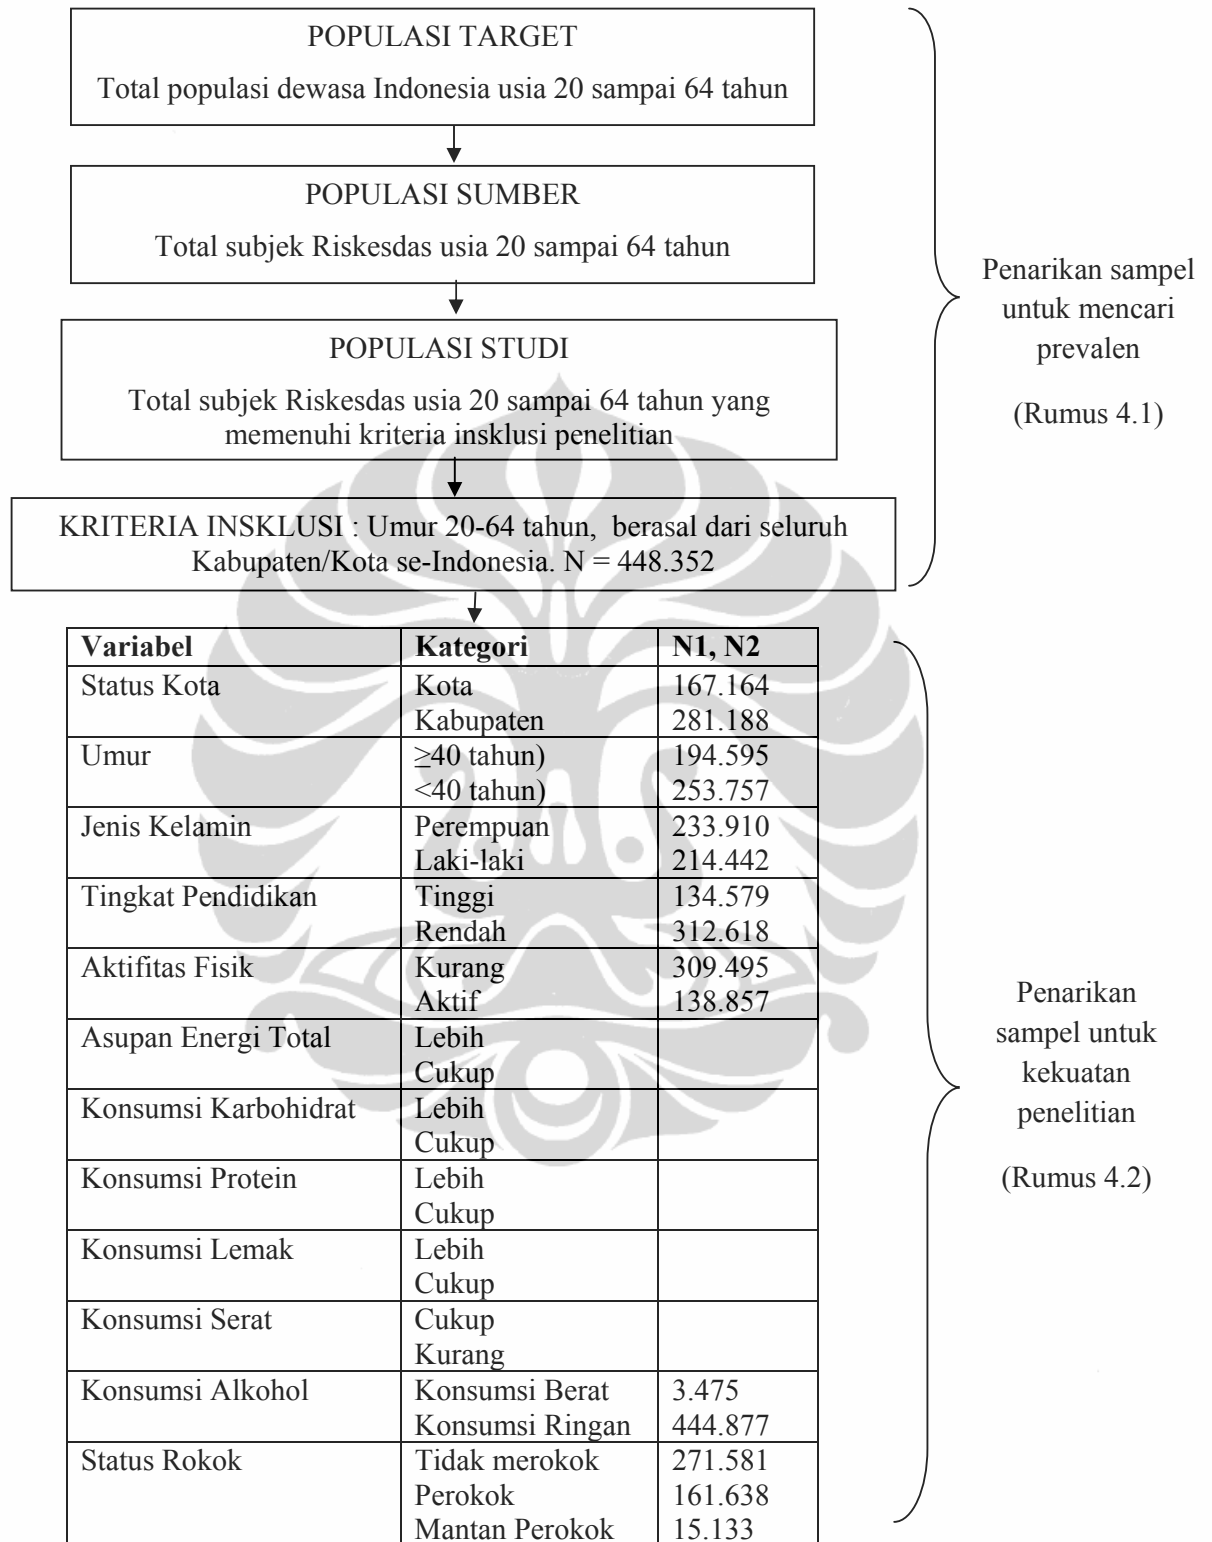 POPULASI TARGET
Total populasi dewasa Indonesia usia 20 sampai 64 tahun
POPULASI SUMBER
Total subjek Riskesdas usia 20 sampai 64 tahun
POPULASI STUDI
Total subjek Riskesdas usia 20 sampai 64 tahun yang
memenuhi kriteria insklusi penelitian
KRITERIA INSKLUSI : Umur 20-64 tahun, berasal dari seluruh
Kabupaten/Kota se-Indonesia. N = 448.352
Penarikan sampel
untuk mencari
prevalen
(Rumus 4.1)
Variabel Kategori N1, N2
Status Kota Kota 167.164
Kabupaten 281.188
Umur ≥40 tahun) 194.595
<40 tahun) 253.757
Jenis Kelamin Perempuan 233.910
Laki-laki 214.442
Tingkat Pendidikan Tinggi 134.579
Rendah 312.618
Aktifitas Fisik Kurang 309.495
Aktif 138.857
Asupan Energi Total Lebih
Cukup
Konsumsi Karbohidrat Lebih
Cukup
Konsumsi Protein Lebih
Cukup
Konsumsi Lemak Lebih
Cukup
Konsumsi Serat Cukup
Kurang
Konsumsi Alkohol Konsumsi Berat 3.475
Konsumsi Ringan 444.877
Status Rokok Tidak merokok 271.581
Perokok 161.638
Mantan Perokok 15.133
Penarikan
sampel untuk
kekuatan
penelitian
(Rumus 4.2)